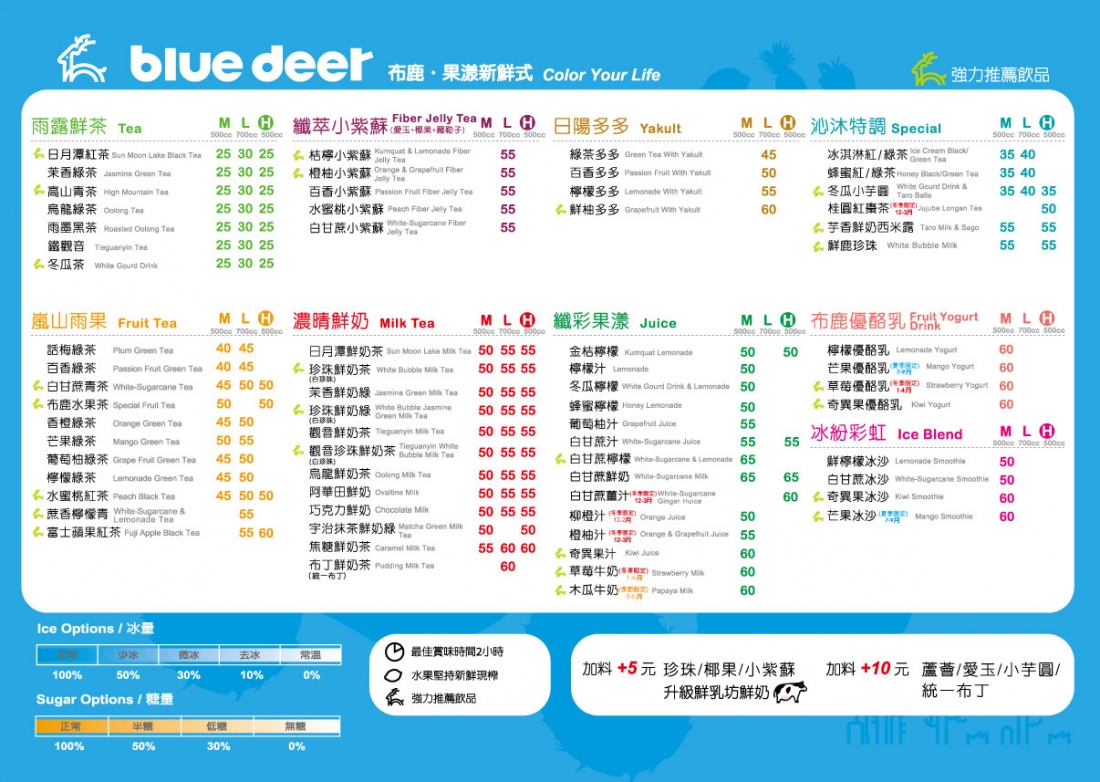 blue deer 布鹿・果漾新鮮式 Color Your Life
強力推薦飲品
雨露鮮茶 Tea M L H
500cc 700cc 500cc
日月潭紅茶 Sun Moon Lake Black Tea 25 30 25
茉香綠茶 Jasmine Green Tea 25 30 25
高山青茶 High Mountain Tea 25 30 25
烏龍綠茶 Oolong Tea 25 30 25
雨墨黑茶 Roasted Oolong Tea 25 30 25
鐵觀音 Tieguanyin Tea 25 30 25
冬瓜茶 White Gourd Drink 25 30 25
纖萃小紫蘇 Fiber Jelly Tea M L H
(愛玉+椰果+羅勒子) 500cc 700cc 500cc
桔檸小紫蘇 Kumquat & Lemonade Fiber Jelly Tea 55
橙柚小紫蘇 Orange & Grapefruit Fiber Jelly Tea 55
百香小紫蘇 Passion Fruit Fiber Jelly Tea 55
水蜜桃小紫蘇 Peach Fiber Jelly Tea 55
白甘蔗小紫蘇 White-Sugarcane Fiber Jelly Tea 55
日陽多多 Yakult M L H
500cc 700cc 500cc
綠茶多多 Green Tea With Yakult 45
百香多多 Passion Fruit With Yakult 50
檸檬多多 Lemonade With Yakult 55
鮮柚多多 Grapefruit With Yakult 60
沁沐特調 Special M L H
500cc 700cc 500cc
冰淇淋紅/綠茶 Ice Cream Black/Green Tea 35 40
蜂蜜紅/綠茶 Honey Black/Green Tea 35 40
冬瓜小芋圓 White Gourd Drink & Taro Balls 35 40 35
桂圓紅棗茶 (冬季限定) 12-3月 Jujube Longan Tea 50
芋香鮮奶西米露 Taro Milk & Sago 55 55
鮮鹿珍珠 White Bubble Milk 55 55
嵐山雨果 Fruit Tea M L H
500cc 700cc 500cc
話梅綠茶 Plum Green Tea 40 45
百香綠茶 Passion Fruit Green Tea 40 45
白甘蔗青茶 White-Sugarcane Tea 45 50 50
布鹿水果茶 Special Fruit Tea 50 50
香橙綠茶 Orange Green Tea 45 50
芒果綠茶 Mango Green Tea 50 55
葡萄柚綠茶 Grape Fruit Green Tea 45 50
檸檬綠茶 Lemonade Green Tea 45 50
水蜜桃紅茶 Peach Black Tea 45 50 50
蔗香檸檬青 White-Sugarcane & Lemonade Tea 55
富士蘋果紅茶 Fuji Apple Black Tea 55 60
濃晴鮮奶 Milk Tea M L H
500cc 700cc 500cc
日月潭鮮奶茶 Sun Moon Lake Milk Tea 50 55 55
珍珠鮮奶茶 (白珍珠) White Bubble Milk Tea 50 55 55
茉香鮮奶綠 Jasmine Green Milk Tea 50 55 55
珍珠鮮奶綠 (白珍珠) White Bubble Jasmine Green Milk Tea 50 55 55
觀音鮮奶茶 Tieguanyin Milk Tea 50 55 55
觀音珍珠鮮奶茶 (白珍珠) Tieguanyin White Bubble Milk Tea 50 55 55
烏龍鮮奶茶 Oolong Milk Tea 50 55 55
阿華田鮮奶 Ovaltine Milk 50 55 55
巧克力鮮奶 Chocolate Milk 50 55 55
宇治抹茶鮮奶綠 Matcha Green Milk Tea 50 50
焦糖鮮奶茶 Caramel Milk Tea 55 60 60
布丁鮮奶茶 (統一布丁) Pudding Milk Tea 60
纖彩果漾 Juice M L H
500cc 700cc 500cc
金桔檸檬 Kumquat Lemonade 50 50
檸檬汁 Lemonade 50
冬瓜檸檬 White Gourd Drink & Lemonade 50
蜂蜜檸檬 Honey Lemonade 50
葡萄柚汁 Grapefruit Juice 55
白甘蔗汁 White-Sugarcane Juice 55 55
白甘蔗檸檬 White-Sugarcane & Lemonade 65
白甘蔗鮮奶 White-Sugarcane Milk 65 65
白甘蔗薑汁 (冬季限定) 12-3月 White-Sugarcane Ginger Huice 60
柳橙汁 (冬季限定) 12-2月 Orange Juice 50
橙柚汁 (冬季限定) 12-3月 Orange & Grapefruit Juice 55
奇異果汁 Kiwi Juice 60
草莓牛奶 (冬季限定) 1-4月 Strawberry Milk 60
木瓜牛奶 (季節限定) Papaya Milk 60
布鹿優酪乳 Fruit Yogurt Drink M L H
500cc 700cc 500cc
檸檬優酪乳 Lemonade Yogurt 60
芒果優酪乳 (夏季限定) 7-9月 Mango Yogurt 60
草莓優酪乳 (冬季限定) 1-4月 Strawberry Yogurt 60
奇異果優酪乳 Kiwi Yogurt 60
冰紛彩虹 Ice Blend M L H
500cc 700cc 500cc
鮮檸檬冰沙 Lemonade Smoothie 50
白甘蔗冰沙 White-Sugarcane Smoothie 50
奇異果冰沙 Kiwi Smoothie 60
芒果冰沙 (夏季限定) 7-9月 Mango Smoothie 60
Ice Options / 冰量
正常 少冰 微冰 去冰 常溫
100% 50% 30% 10% 0%
Sugar Options / 糖量
正常 半糖 低糖 無糖
100% 50% 30% 0%
最佳賞味時間2小時
水果堅持新鮮現榨
強力推薦飲品
加料 +5 元 珍珠/椰果/小紫蘇
升級鮮乳坊鮮奶
加料 +10 元 蘆薈/愛玉/小芋圓/
統一布丁